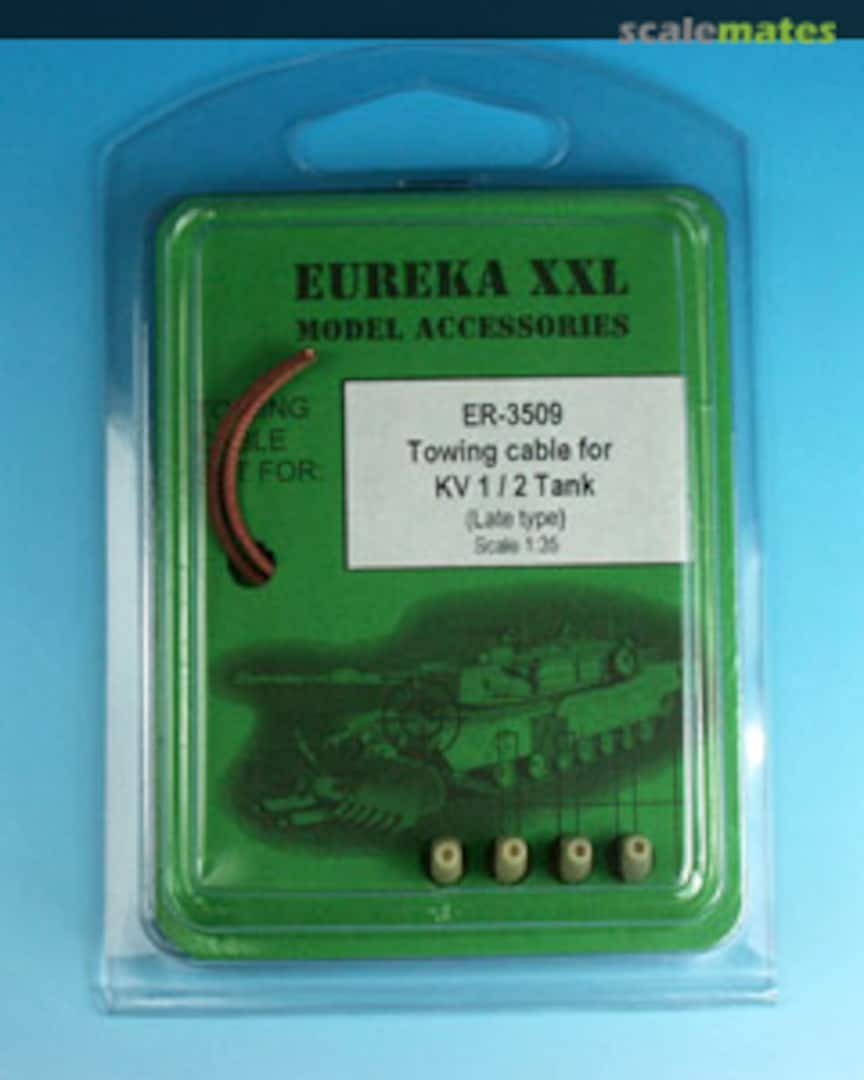 scalemates
EUREKA XXL
MODEL ACCESSORIES
FOR:
ER-3509
Towing cable for
KV 1 / 2 Tank
(Late type)
Scale 1:35